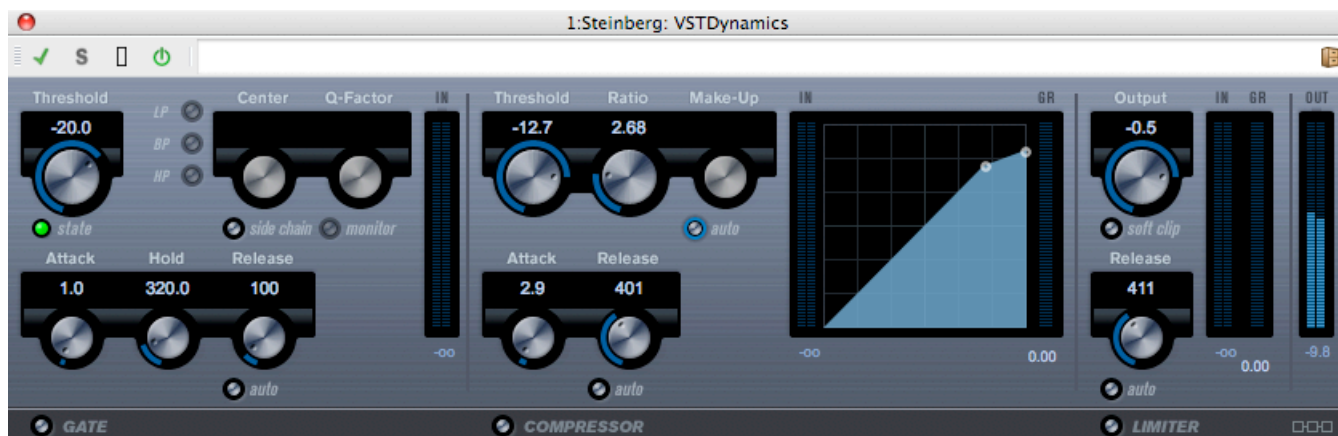 1:Steinberg: VSTDynamics
S
Threshold
-20.0
LP
BP
HP
state
Center Q-Factor
side chain monitor
Attack Hold Release
1.0 320.0 100
auto
IN
-oo
GATE
Threshold Ratio Make-Up
-12.7 2.68
auto
Attack Release
2.9 401
auto
IN GR
-oo 0.00
COMPRESSOR
Output
-0.5
soft clip
Release
411
auto
IN GR
-oo 0.00
LIMITER
OUT
-9.8